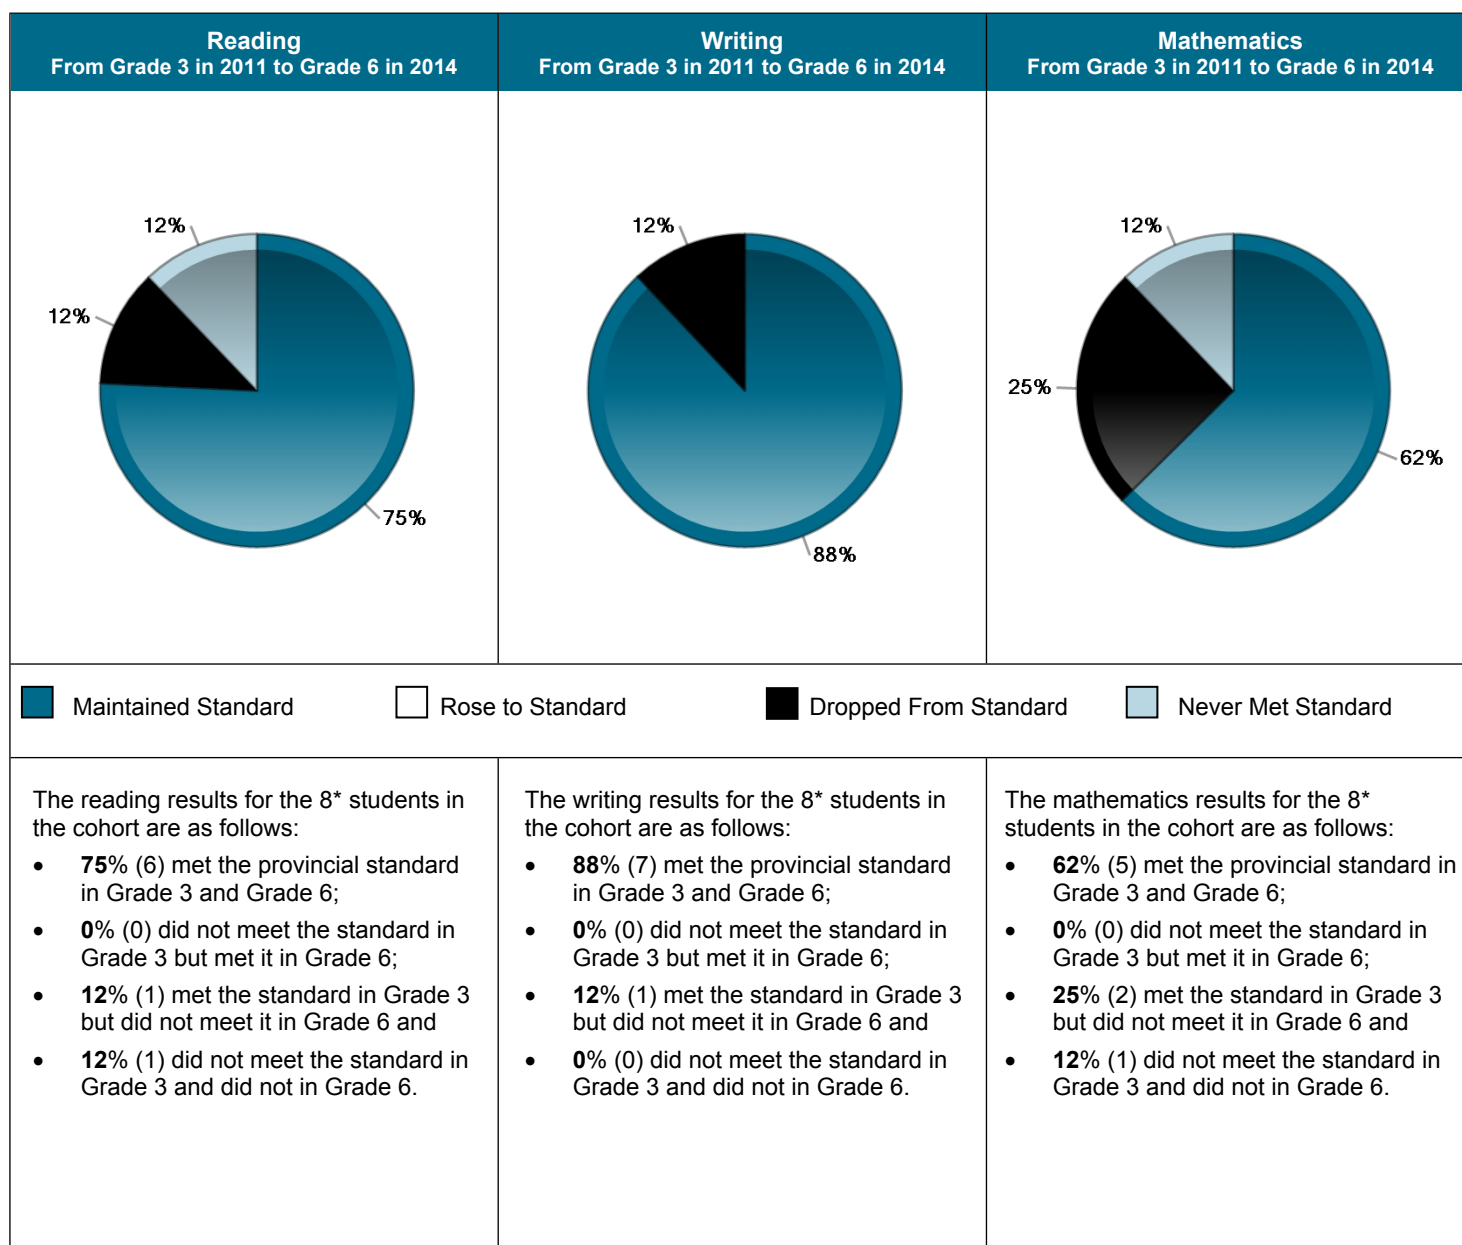 Reading
From Grade 3 in 2011 to Grade 6 in 2014
Writing
From Grade 3 in 2011 to Grade 6 in 2014
Mathematics
From Grade 3 in 2011 to Grade 6 in 2014
12%
12%
75%
12%
88%
12%
25%
62%
Maintained Standard
Rose to Standard
Dropped From Standard
Never Met Standard
The reading results for the 8* students in
the cohort are as follows:
• 75% (6) met the provincial standard
in Grade 3 and Grade 6;
• 0% (0) did not meet the standard in
Grade 3 but met it in Grade 6;
• 12% (1) met the standard in Grade 3
but did not meet it in Grade 6 and
• 12% (1) did not meet the standard in
Grade 3 and did not in Grade 6.
The writing results for the 8* students in
the cohort are as follows:
• 88% (7) met the provincial standard
in Grade 3 and Grade 6;
• 0% (0) did not meet the standard in
Grade 3 but met it in Grade 6;
• 12% (1) met the standard in Grade 3
but did not meet it in Grade 6 and
• 0% (0) did not meet the standard in
Grade 3 and did not in Grade 6.
The mathematics results for the 8*
students in the cohort are as follows:
• 62% (5) met the provincial standard in
Grade 3 and Grade 6;
• 0% (0) did not meet the standard in
Grade 3 but met it in Grade 6;
• 25% (2) met the standard in Grade 3
but did not meet it in Grade 6 and
• 12% (1) did not meet the standard in
Grade 3 and did not in Grade 6.